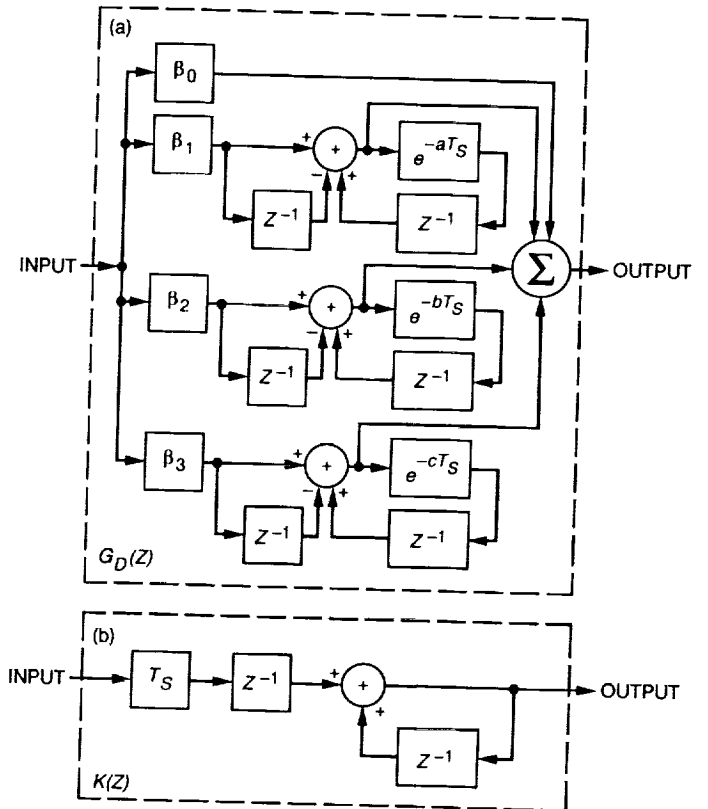 (a)
β0
β1
+
+
−
+
e^−aTS
Z−1
Z−1
INPUT
Σ
OUTPUT
β2
+
+
−
+
e^−bTS
Z−1
Z−1
β3
+
+
−
+
e^−cTS
Z−1
Z−1
GD(Z)
(b)
INPUT
TS
Z−1
+
+
+
OUTPUT
Z−1
K(Z)